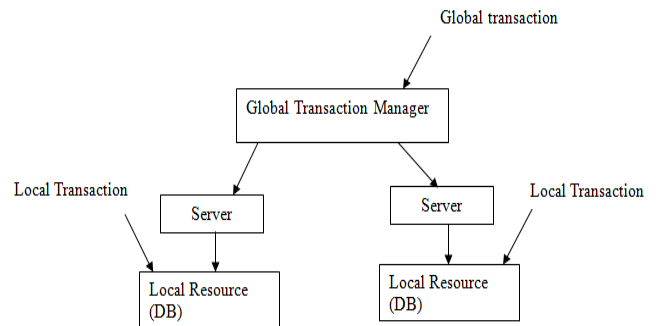 Global transaction
Global Transaction Manager
Local Transaction
Server
Server
Local Transaction
Local Resource
(DB)
Local Resource
(DB)